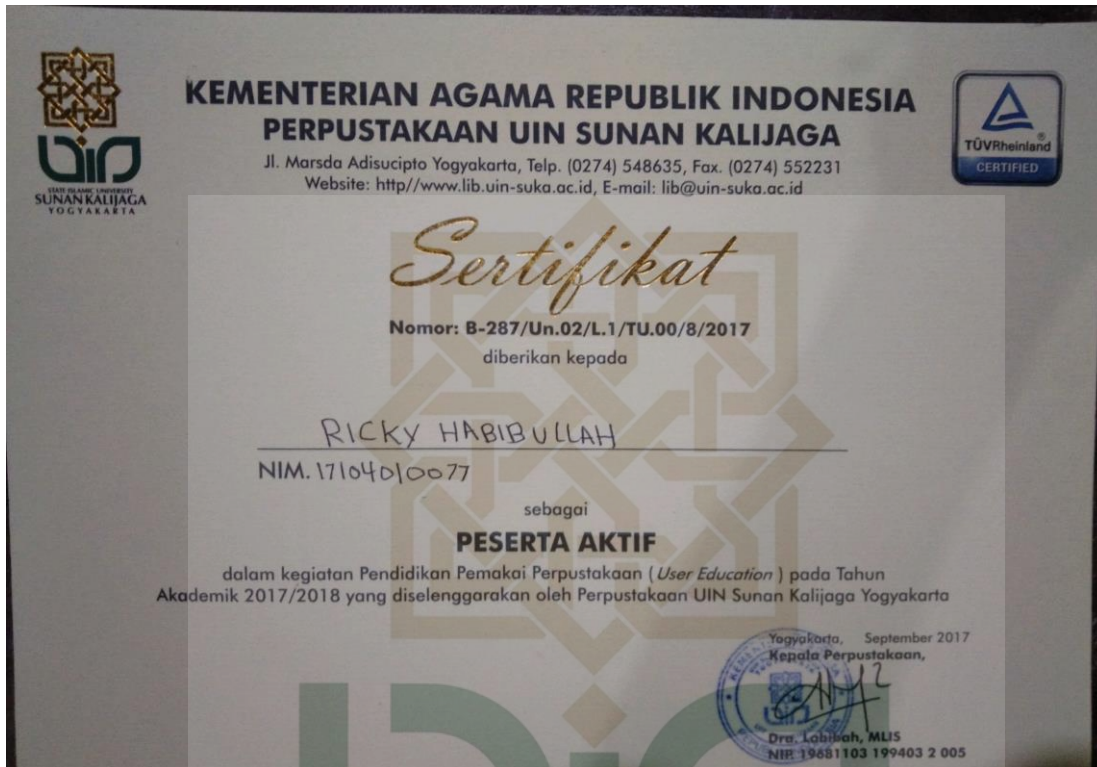 KEMENTERIAN AGAMA REPUBLIK INDONESIA
PERPUSTAKAAN UIN SUNAN KALIJAGA
Jl. Marsda Adisucipto Yogyakarta, Telp. (0274) 548635, Fax. (0274) 552231
Website: http//www.lib.uin-suka.ac.id, E-mail: lib@uin-suka.ac.id
STATE ISLAMIC UNIVERSITY
SUNAN KALIJAGA
YOGYAKARTA
TÜVRheinland®
CERTIFIED
Sertifikat
Nomor: B-287/Un.02/L.1/TU.00/8/2017
diberikan kepada
RICKY HABIBULLAH
NIM. 17104010077
sebagai
PESERTA AKTIF
dalam kegiatan Pendidikan Pemakai Perpustakaan (User Education) pada Tahun
Akademik 2017/2018 yang diselenggarakan oleh Perpustakaan UIN Sunan Kalijaga Yogyakarta
Yogyakarta, September 2017
Kepala Perpustakaan,
Dra. Labibah, MLIS
NIP. 19681103 199403 2 005